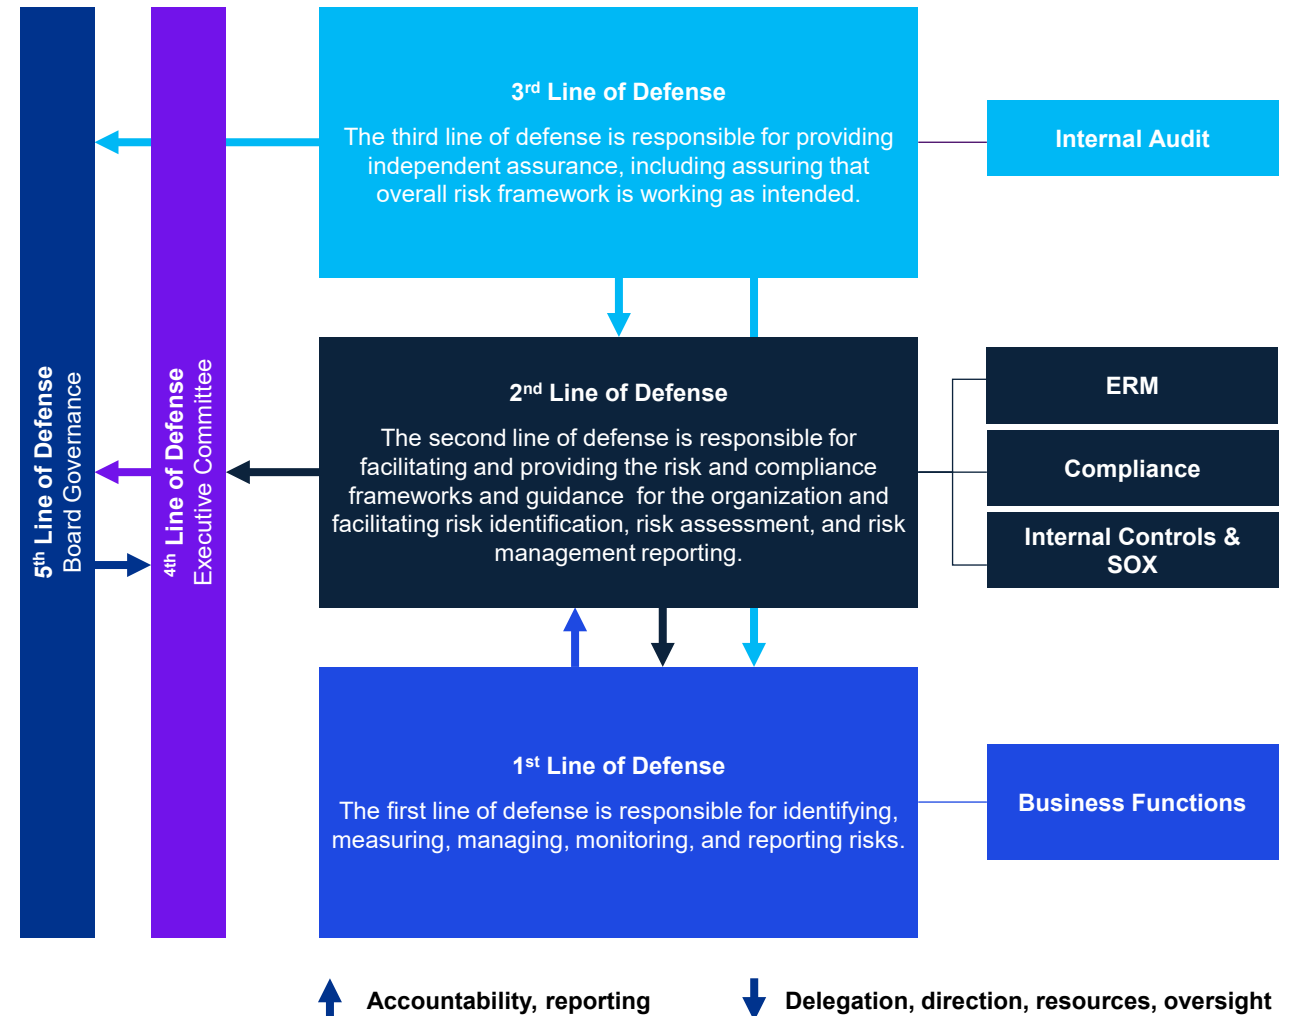 5th Line of Defense
Board Governance
4th Line of Defense
Executive Committee
3rd Line of Defense
The third line of defense is responsible for providing
independent assurance, including assuring that
overall risk framework is working as intended.
Internal Audit
2nd Line of Defense
The second line of defense is responsible for
facilitating and providing the risk and compliance
frameworks and guidance  for the organization and
facilitating risk identification, risk assessment, and risk
management reporting.
ERM
Compliance
Internal Controls &
SOX
1st Line of Defense
The first line of defense is responsible for identifying,
measuring, managing, monitoring, and reporting risks.
Business Functions
Accountability, reporting
Delegation, direction, resources, oversight